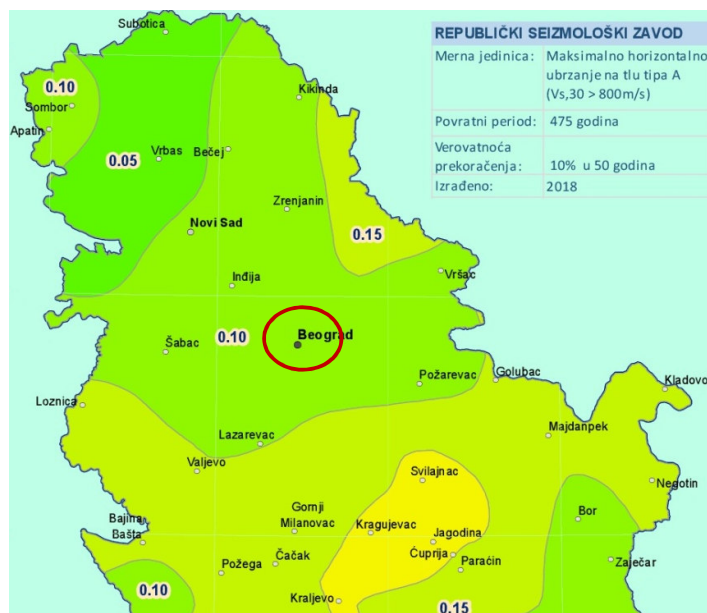 REPUBLIČKI SEIZMOLOŠKI ZAVOD
Merna jedinica: Maksimalno horizontalno
ubrzanje na tlu tipa A
(Vs,30 > 800m/s)
Povratni period: 475 godina
Verovatnoća
prekoračenja: 10% u 50 godina
Izrađeno: 2018
Subotica
0.10
Kikinda
Sombor
Apatin
0.05
Vrbas
Bečej
Zrenjanin
Novi Sad
0.15
Vršac
Inđija
0.10
Beograd
Šabac
Golubac
Požarevac
Kladovo
Loznica
Lazarevac
Majdanpek
Valjevo
Svilajnac
Negotin
Gornji
Milanovac
Bor
Bajina
Bašta
Kragujevac
Jagodina
Ćuprija
Čačak
Paraćin
Zaječar
Požega
0.10
Kraljevo
0.15